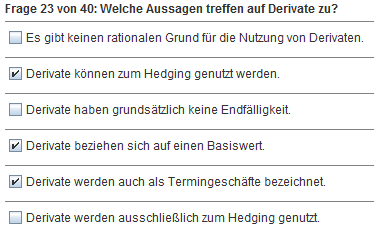 Frage 23 von 40: Welche Aussagen treffen auf Derivate zu?
Es gibt keinen rationalen Grund für die Nutzung von Derivaten.
Derivate können zum Hedging genutzt werden.
Derivate haben grundsätzlich keine Endfälligkeit.
Derivate beziehen sich auf einen Basiswert.
Derivate werden auch als Termingeschäfte bezeichnet.
Derivate werden ausschließlich zum Hedging genutzt.